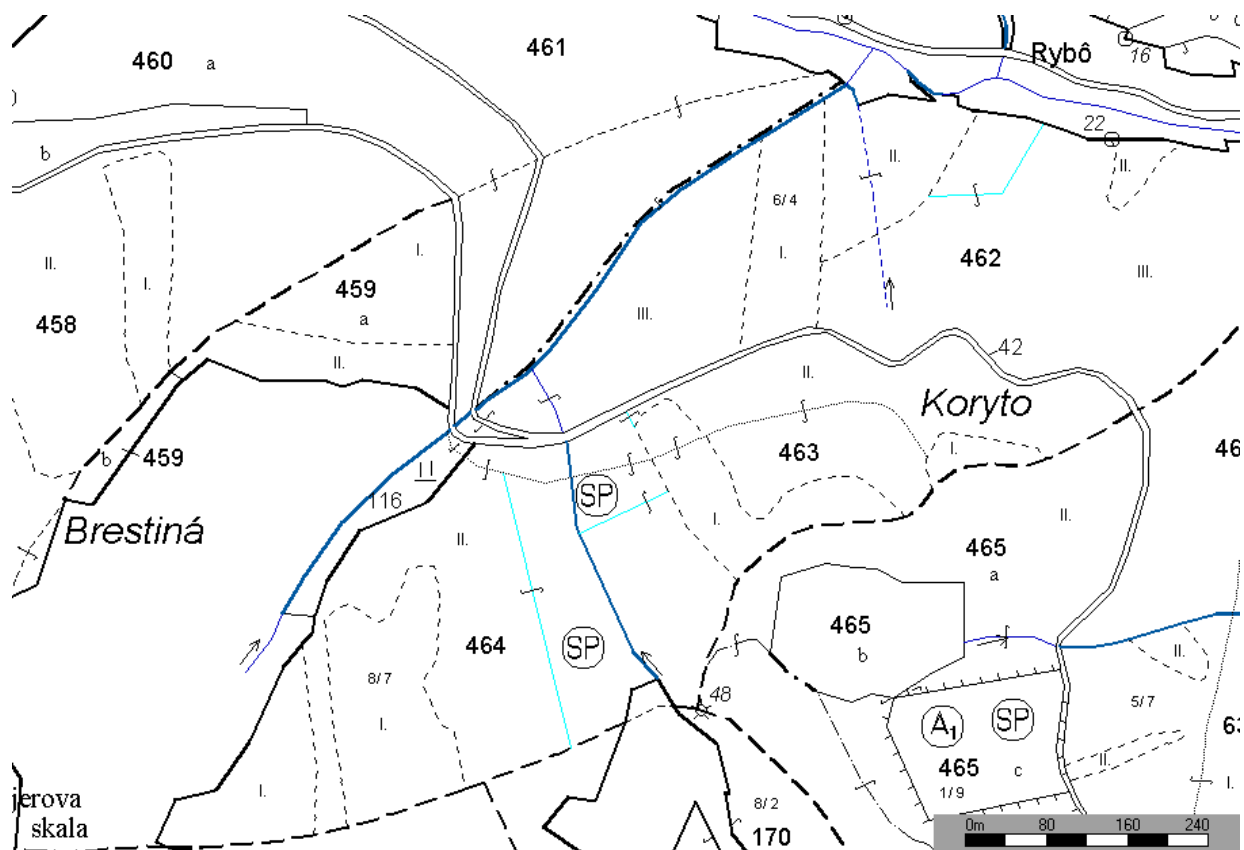 461
Rybô
460 a
16
22
b
II.
II.
6/4
II.
I.
I.
462
459
a
I.
III.
III.
458
II.
42
II.
Koryto
I.
b
459
463
11
SP
116
Brestiná
II.
I.
II.
465
a
465
464
b
SP
II.
8/7
48
5/7
I.
A1
SP
465
c
II.
I.
1/9
I.
jerova
skala
8/2
170
0m 80 160 240